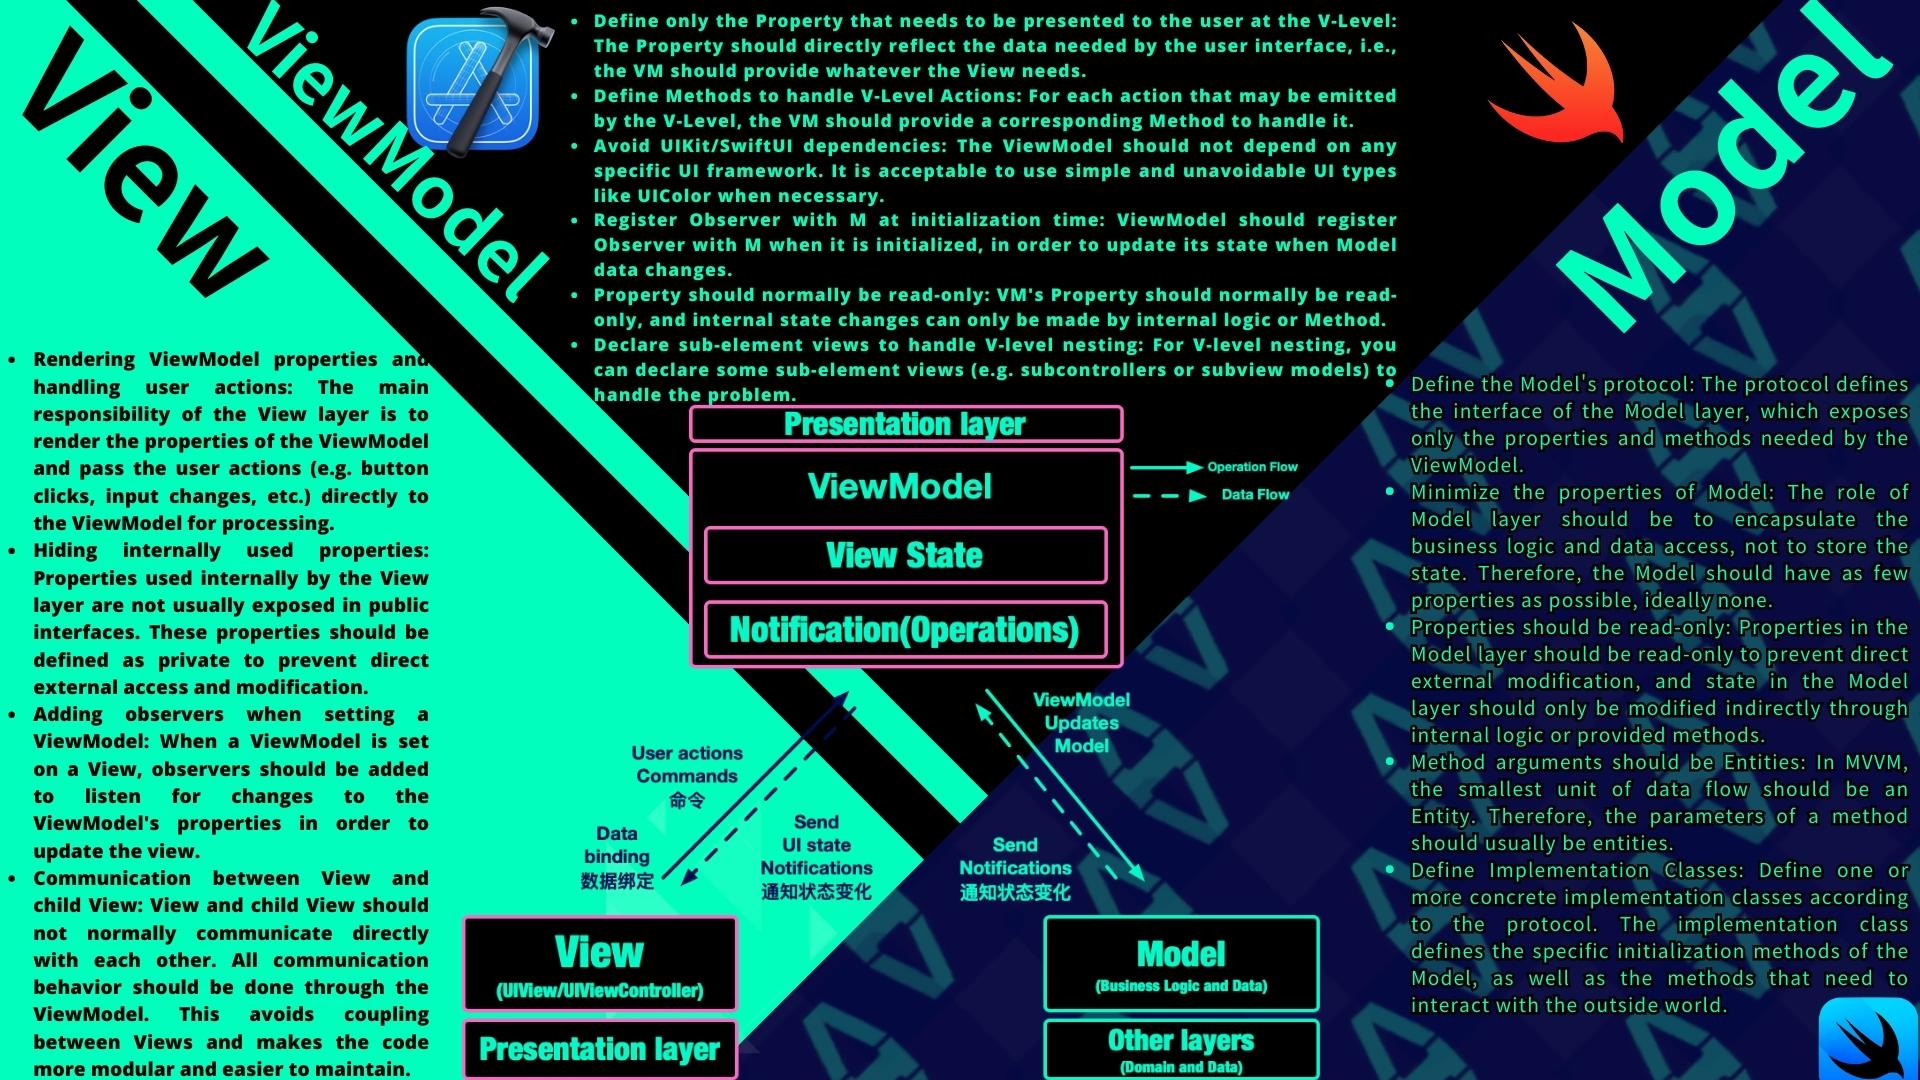 View
ViewModel
Model
• Define only the Property that needs to be presented to the user at the V-Level:
The Property should directly reflect the data needed by the user interface, i.e.,
the VM should provide whatever the View needs.
• Define Methods to handle V-Level Actions: For each action that may be emitted
by the V-Level, the VM should provide a corresponding Method to handle it.
• Avoid UIKit/SwiftUI dependencies: The ViewModel should not depend on any
specific UI framework. It is acceptable to use simple and unavoidable UI types
like UIColor when necessary.
• Register Observer with M at initialization time: ViewModel should register
Observer with M when it is initialized, in order to update its state when Model
data changes.
• Property should normally be read-only: VM's Property should normally be read-
only, and internal state changes can only be made by internal logic or Method.
• Declare sub-element views to handle V-level nesting: For V-level nesting, you
can declare some sub-element views (e.g. subcontrollers or subview models) to
handle the problem.
• Rendering ViewModel properties and
handling user actions: The main
responsibility of the View layer is to
render the properties of the ViewModel
and pass the user actions (e.g. button
clicks, input changes, etc.) directly to
the ViewModel for processing.
• Hiding internally used properties:
Properties used internally by the View
layer are not usually exposed in public
interfaces. These properties should be
defined as private to prevent direct
external access and modification.
• Adding observers when setting a
ViewModel: When a ViewModel is set
on a View, observers should be added
to listen for changes to the
ViewModel's properties in order to
update the view.
• Communication between View and
child View: View and child View should
not normally communicate directly
with each other. All communication
behavior should be done through the
ViewModel. This avoids coupling
between Views and makes the code
more modular and easier to maintain.
Presentation layer
ViewModel
View State
Notification(Operations)
Operation Flow
Data Flow
User actions
Commands
命令
Data
binding
数据绑定
Send
UI state
Notifications
通知状态变化
ViewModel
Updates
Model
Send
Notifications
通知状态变化
View
(UIView/UIViewController)
Presentation layer
Model
(Business Logic and Data)
Other layers
(Domain and Data)
• Define the Model's protocol: The protocol defines
the interface of the Model layer, which exposes
only the properties and methods needed by the
ViewModel.
• Minimize the properties of Model: The role of
Model layer should be to encapsulate the
business logic and data access, not to store the
state. Therefore, the Model should have as few
properties as possible, ideally none.
• Properties should be read-only: Properties in the
Model layer should be read-only to prevent direct
external modification, and state in the Model
layer should only be modified indirectly through
internal logic or provided methods.
• Method arguments should be Entities: In MVVM,
the smallest unit of data flow should be an
Entity. Therefore, the parameters of a method
should usually be entities.
• Define Implementation Classes: Define one or
more concrete implementation classes according
to the protocol. The implementation class
defines the specific initialization methods of the
Model, as well as the methods that need to
interact with the outside world.